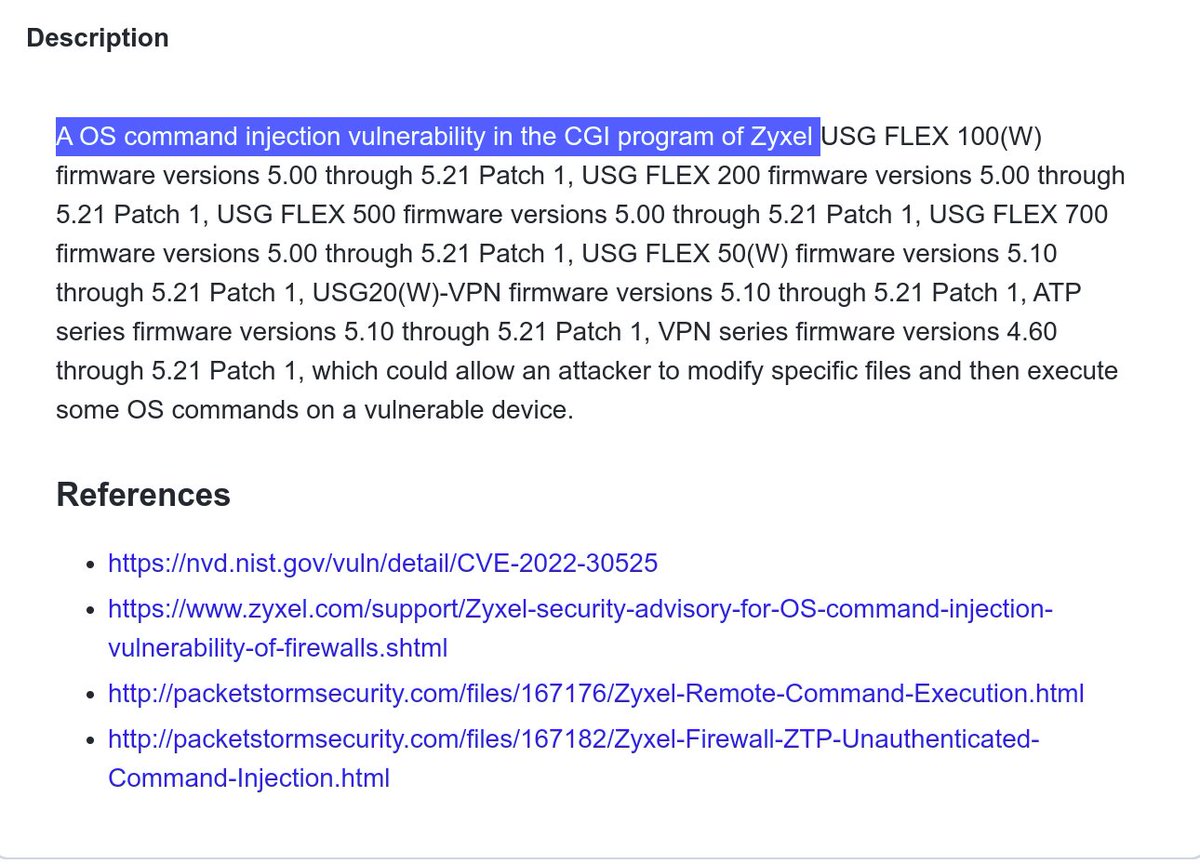 Description
A OS command injection vulnerability in the CGI program of Zyxel USG FLEX 100(W)
firmware versions 5.00 through 5.21 Patch 1, USG FLEX 200 firmware versions 5.00 through
5.21 Patch 1, USG FLEX 500 firmware versions 5.00 through 5.21 Patch 1, USG FLEX 700
firmware versions 5.00 through 5.21 Patch 1, USG FLEX 50(W) firmware versions 5.10
through 5.21 Patch 1, USG20(W)-VPN firmware versions 5.10 through 5.21 Patch 1, ATP
series firmware versions 5.10 through 5.21 Patch 1, VPN series firmware versions 4.60
through 5.21 Patch 1, which could allow an attacker to modify specific files and then execute
some OS commands on a vulnerable device.
References
• https://nvd.nist.gov/vuln/detail/CVE-2022-30525
• https://www.zyxel.com/support/Zyxel-security-advisory-for-OS-command-injection-
vulnerability-of-firewalls.shtml
• http://packetstormsecurity.com/files/167176/Zyxel-Remote-Command-Execution.html
• http://packetstormsecurity.com/files/167182/Zyxel-Firewall-ZTP-Unauthenticated-
Command-Injection.html